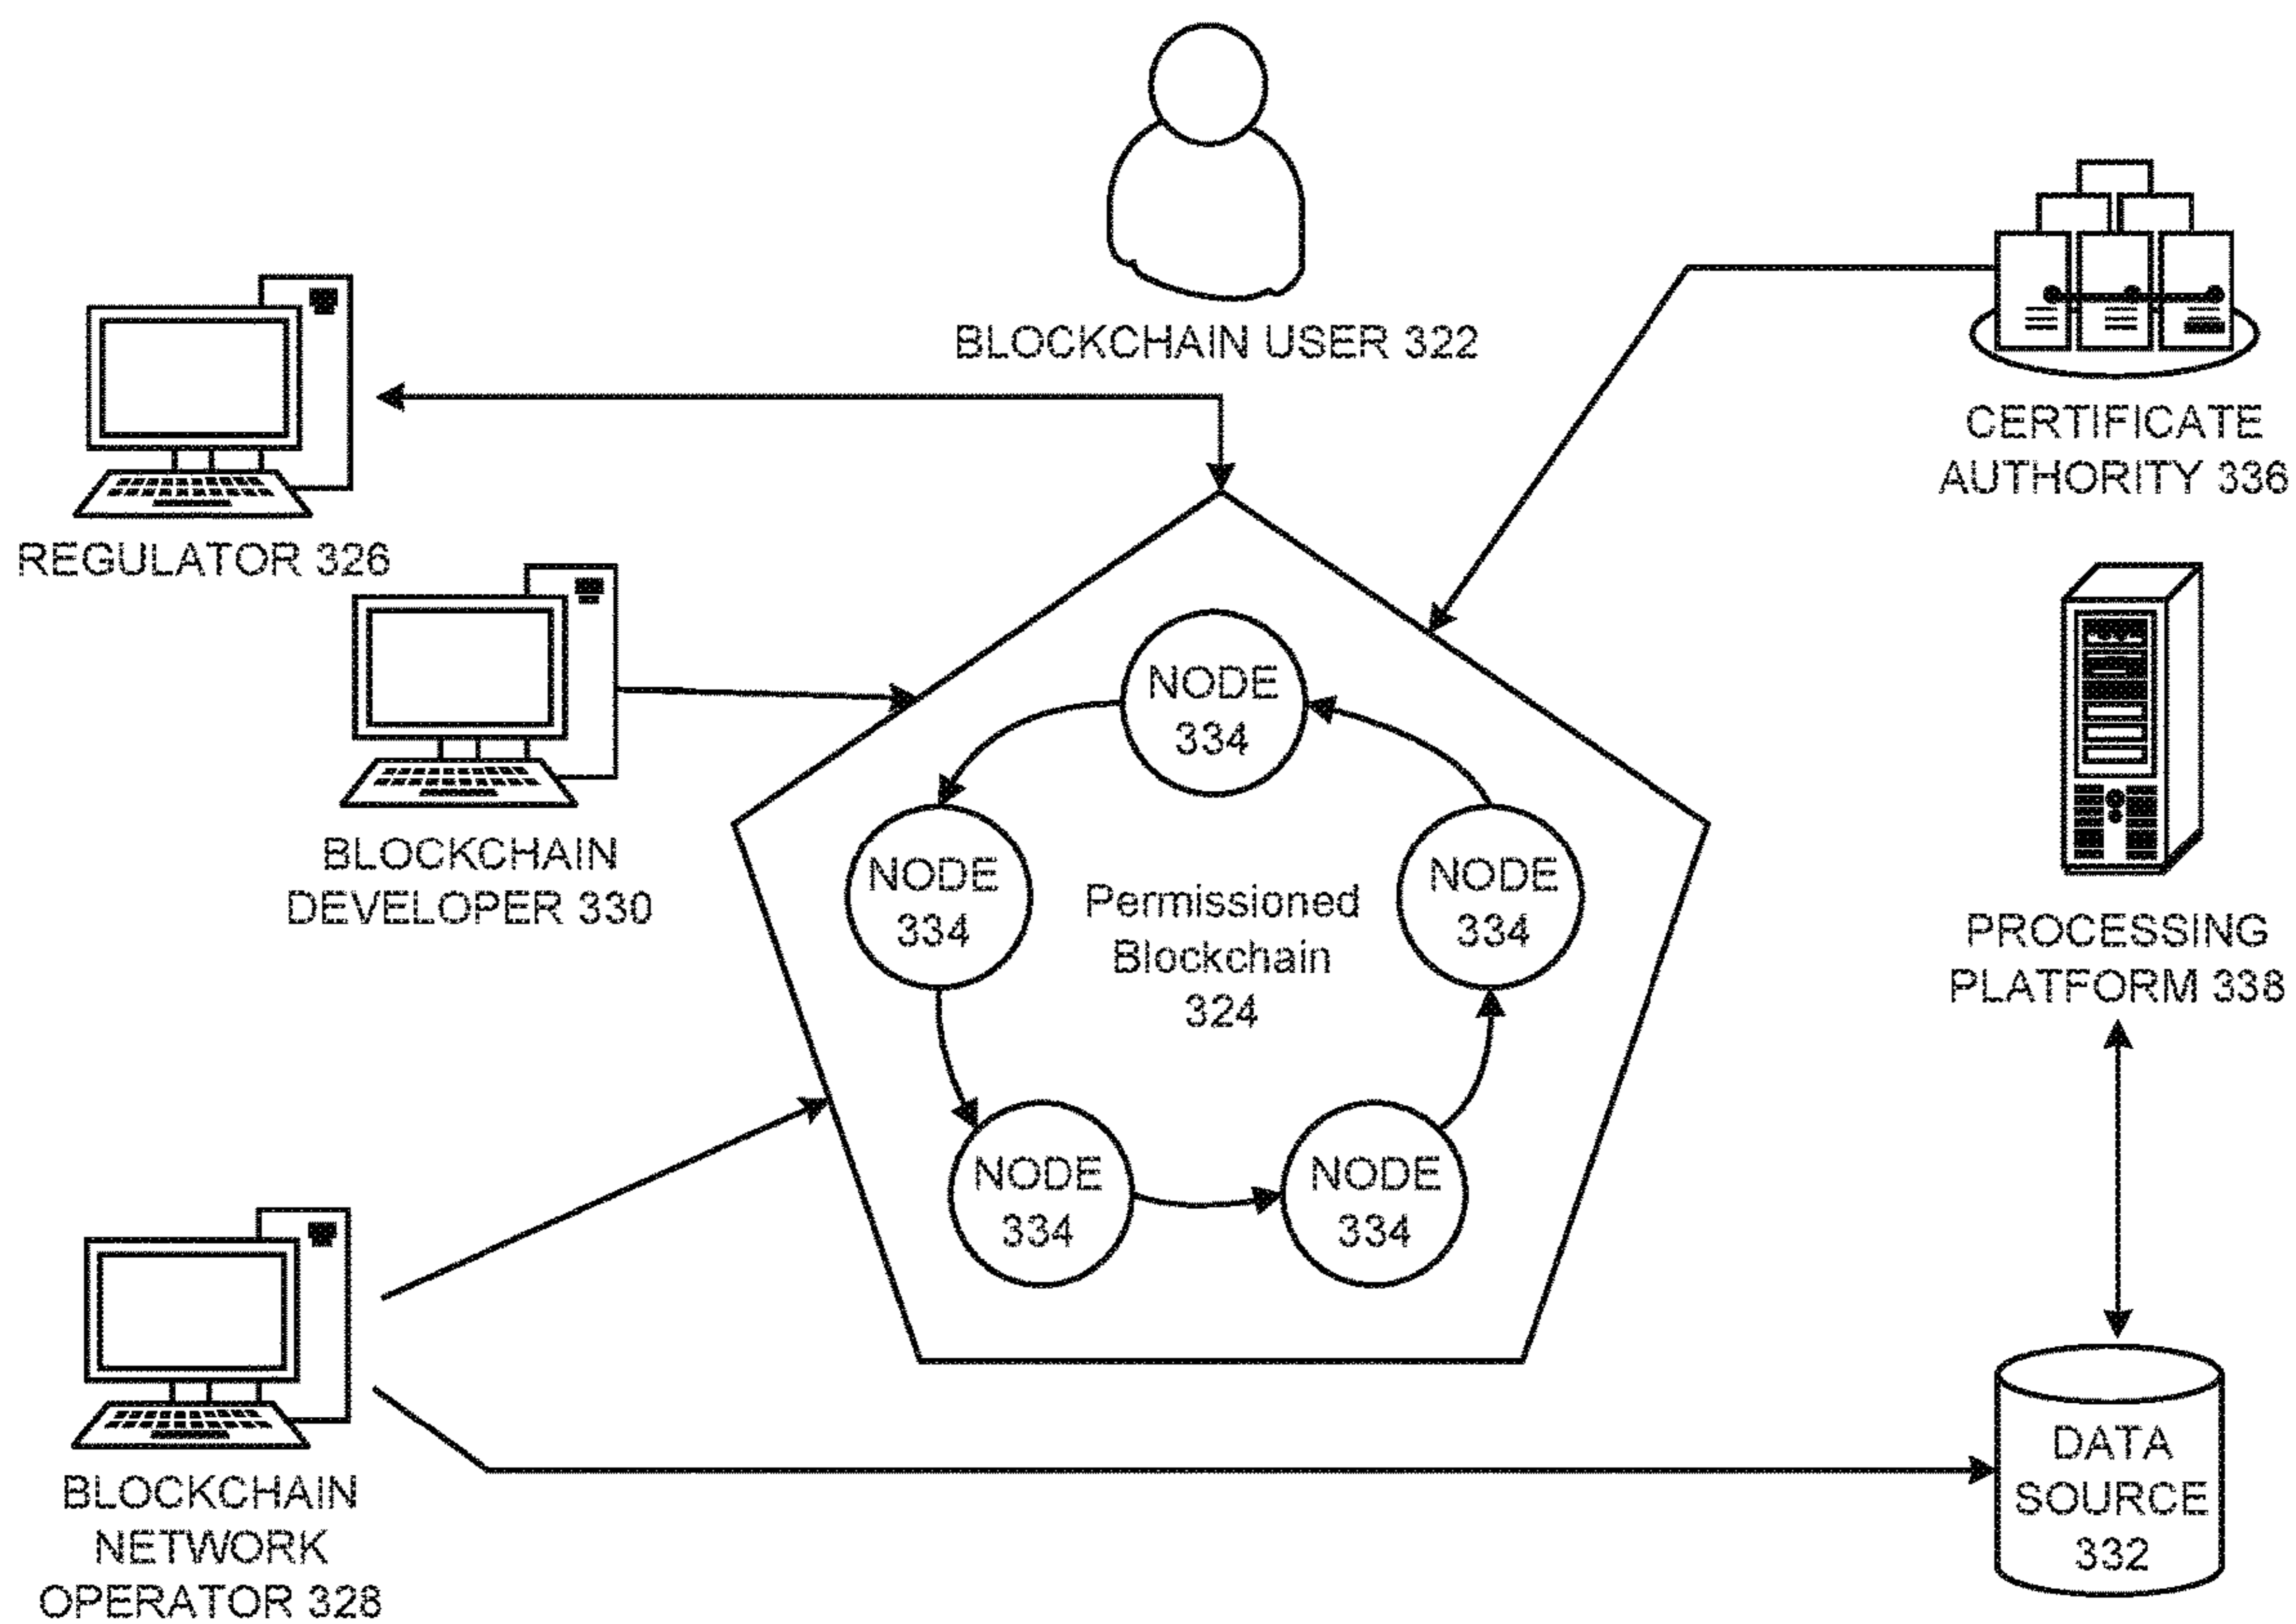 BLOCKCHAIN USER 322
CERTIFICATE
AUTHORITY 336
REGULATOR 326
BLOCKCHAIN
DEVELOPER 330
NODE
334
NODE
334
Permissioned
Blockchain
324
NODE
334
PROCESSING
PLATFORM 338
NODE
334
NODE
334
BLOCKCHAIN
NETWORK
OPERATOR 328
DATA
SOURCE
332